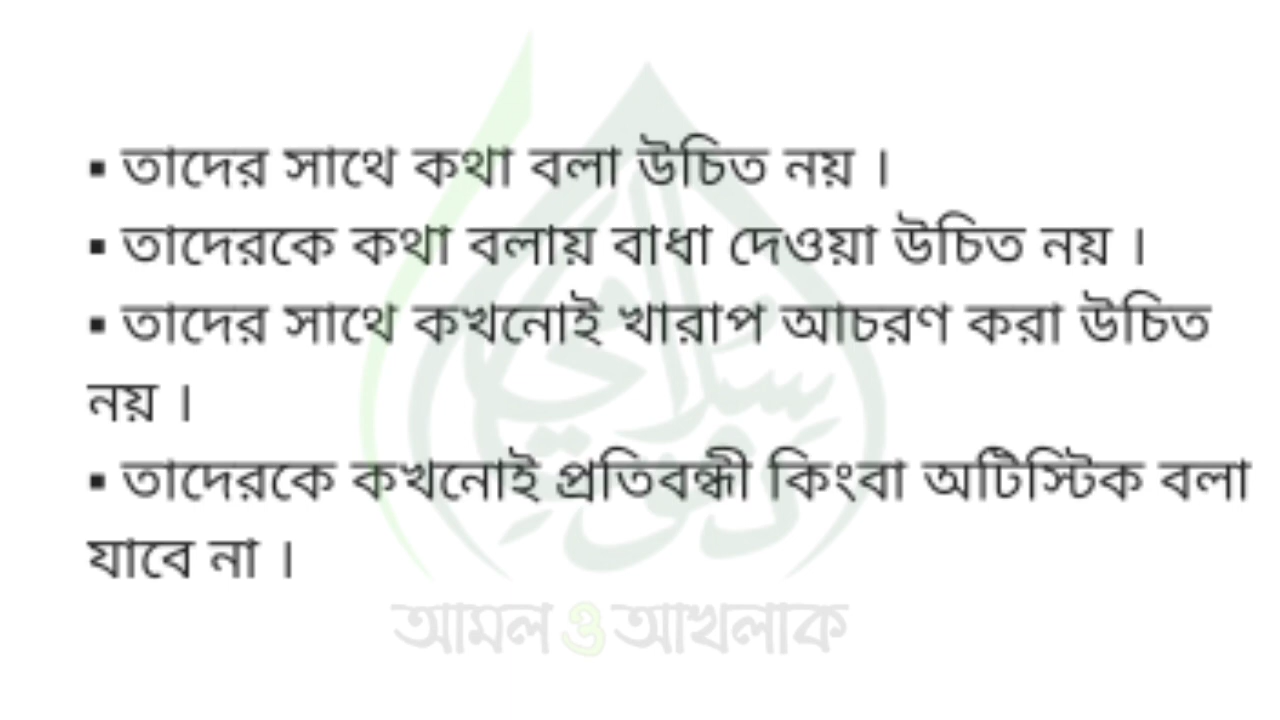 ▪ তাদের সাথে কথা বলা উচিত নয় ।
▪ তাদেরকে কথা বলায় বাধা দেওয়া উচিত নয় ।
▪ তাদের সাথে কখনোই খারাপ আচরণ করা উচিত
নয় ।
▪ তাদেরকে কখনোই প্রতিবন্ধী কিংবা অটিস্টিক বলা
যাবে না ।
আমল ও আখলাক